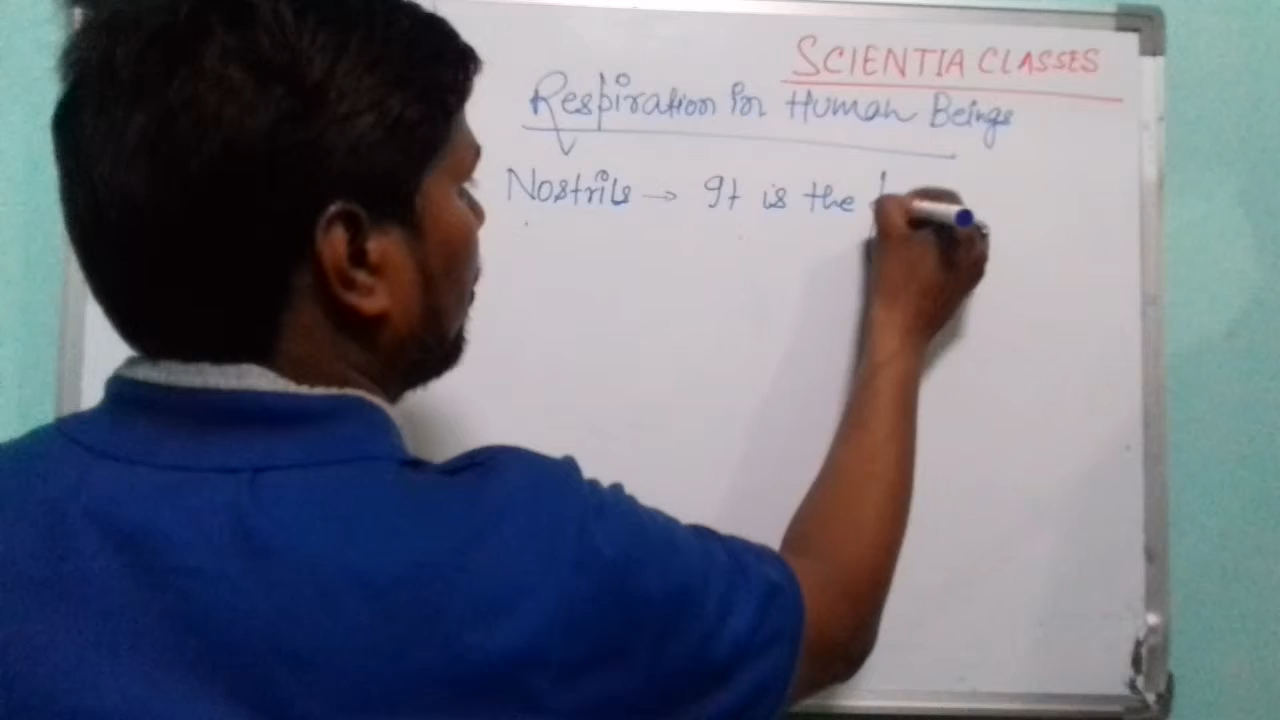 SCIENTIA CLASSES
Respiration in Human Beings
Nostrils → It is the